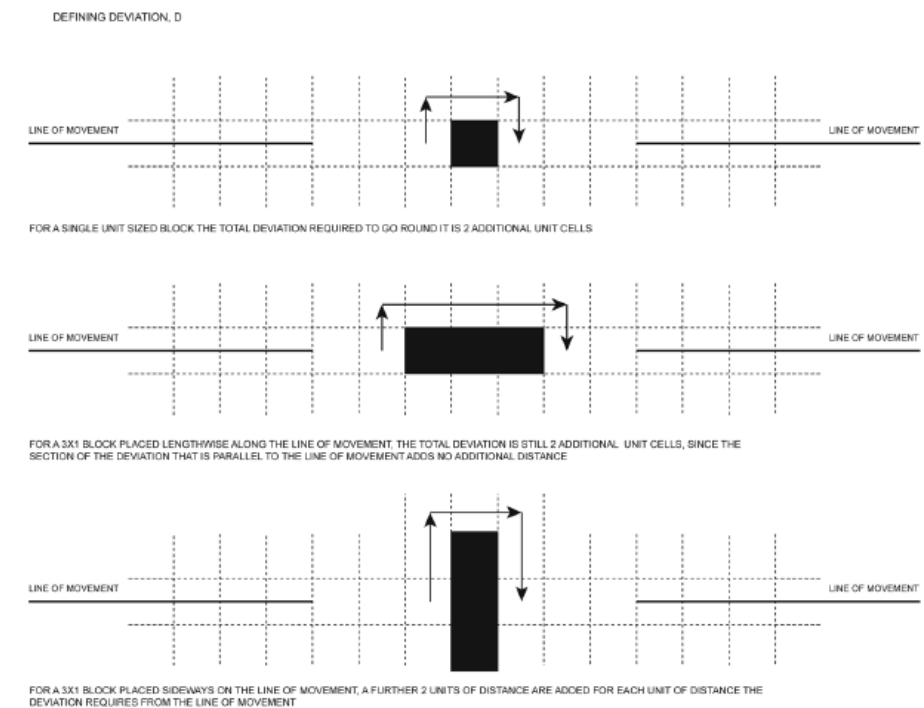 DEFINING DEVIATION, D
LINE OF MOVEMENT
LINE OF MOVEMENT
FOR A SINGLE UNIT SIZED BLOCK THE TOTAL DEVIATION REQUIRED TO GO ROUND IT IS 2 ADDITIONAL UNIT CELLS
LINE OF MOVEMENT
LINE OF MOVEMENT
FOR A 3X1 BLOCK PLACED LENGTHWISE ALONG THE LINE OF MOVEMENT, THE TOTAL DEVIATION IS STILL 2 ADDITIONAL UNIT CELLS, SINCE THE
SECTION OF THE DEVIATION THAT IS PARALLEL TO THE LINE OF MOVEMENT ADDS NO ADDITIONAL DISTANCE
LINE OF MOVEMENT
LINE OF MOVEMENT
FOR A 3X1 BLOCK PLACED SIDEWAYS ON THE LINE OF MOVEMENT, A FURTHER 2 UNITS OF DISTANCE ARE ADDED FOR EACH UNIT OF DISTANCE THE
DEVIATION REQUIRES FROM THE LINE OF MOVEMENT